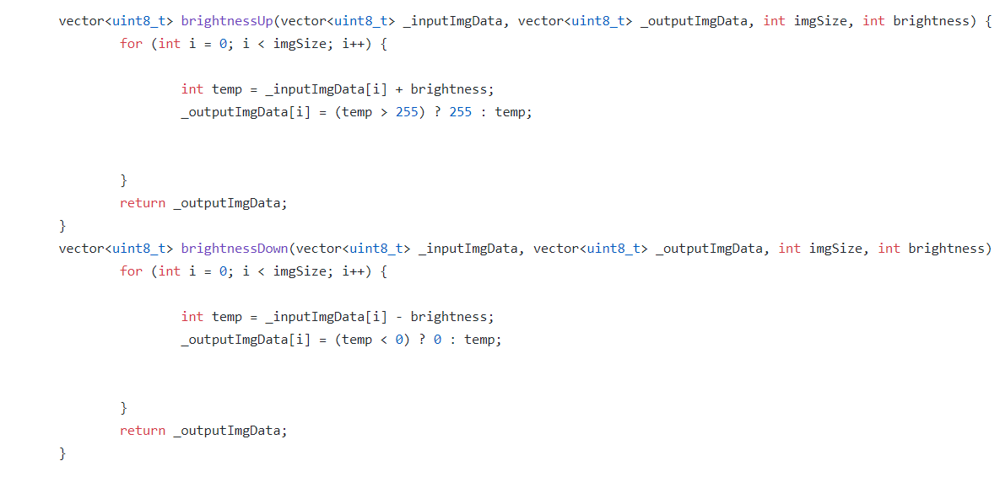 vector<uint8_t> brightnessUp(vector<uint8_t> _inputImgData, vector<uint8_t> _outputImgData, int imgSize, int brightness) {
for (int i = 0; i < imgSize; i++) {
int temp = _inputImgData[i] + brightness;
_outputImgData[i] = (temp > 255) ? 255 : temp;
}
return _outputImgData;
}
vector<uint8_t> brightnessDown(vector<uint8_t> _inputImgData, vector<uint8_t> _outputImgData, int imgSize, int brightness)
for (int i = 0; i < imgSize; i++) {
int temp = _inputImgData[i] - brightness;
_outputImgData[i] = (temp < 0) ? 0 : temp;
}
return _outputImgData;
}